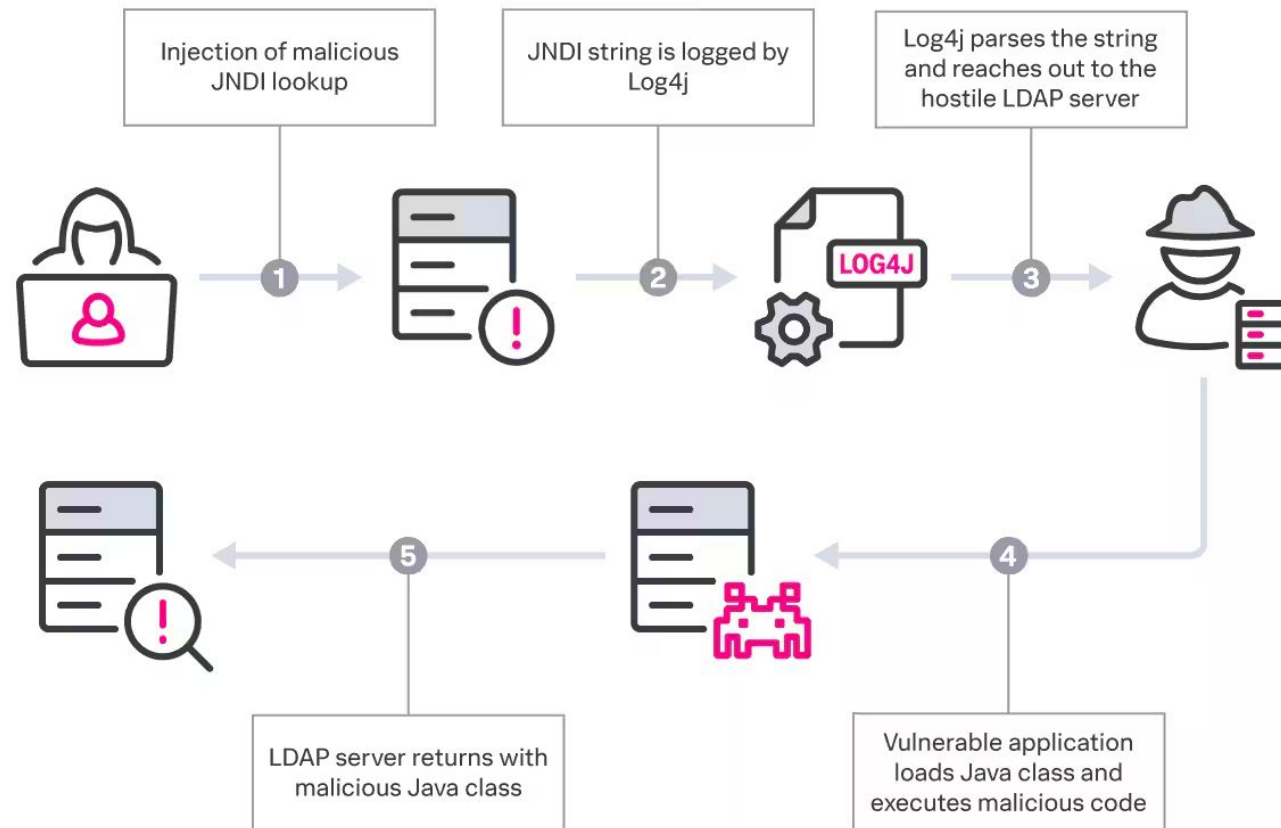 Injection of malicious
JNDI lookup
JNDI string is logged by
Log4j
Log4j parses the string
and reaches out to the
hostile LDAP server
1
2
LOG4J
3
5
4
LDAP server returns with
malicious Java class
Vulnerable application
loads Java class and
executes malicious code